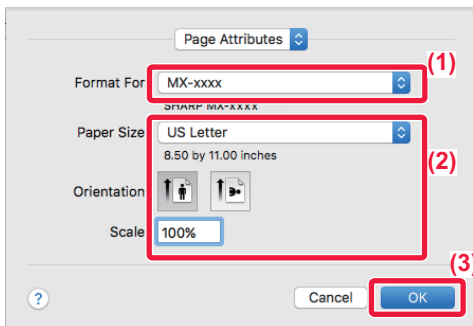 Page Attributes
(1)
Format For MX-xxxx
SHARP MX-xxxx
Paper Size US Letter
8.50 by 11.00 inches
(2)
Orientation
Scale 100%
(3)
? Cancel OK